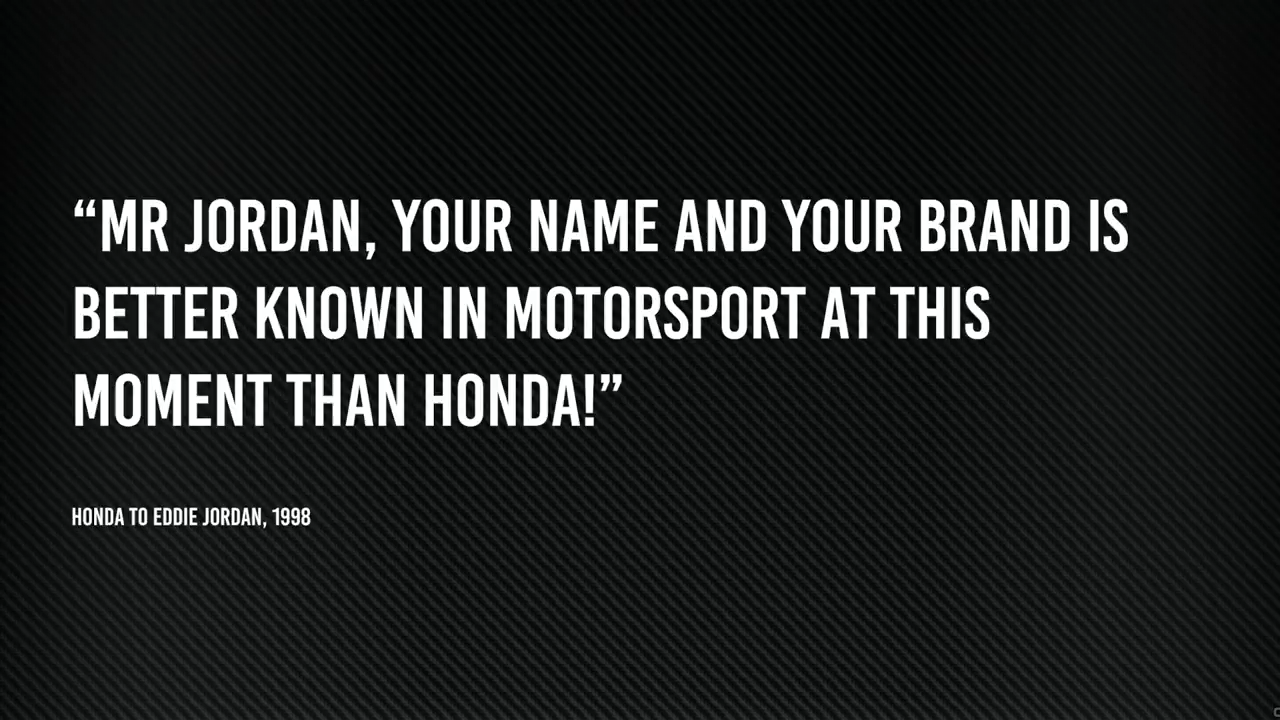 “MR JORDAN, YOUR NAME AND YOUR BRAND IS
BETTER KNOWN IN MOTORSPORT AT THIS
MOMENT THAN HONDA!”
HONDA TO EDDIE JORDAN, 1998